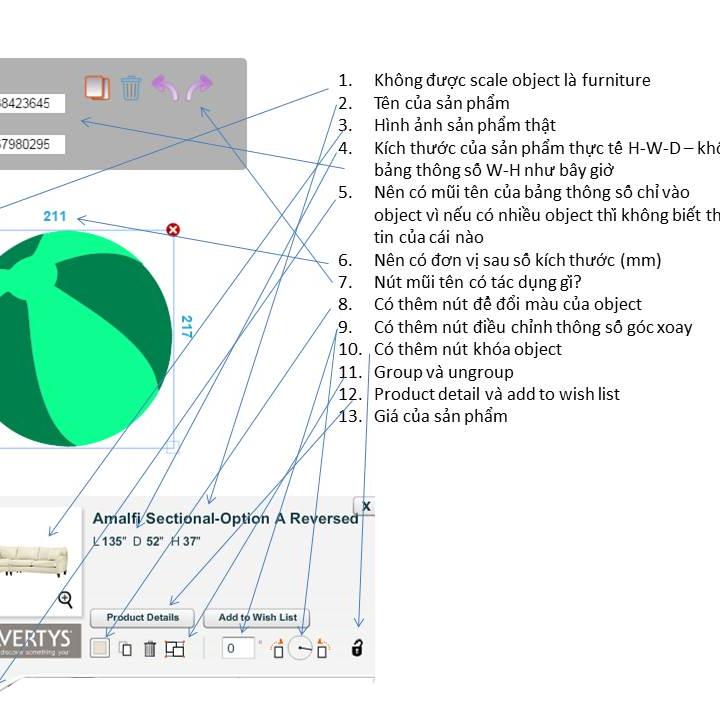 68423645
67980295
211
217
1. Không được scale object là furniture
2. Tên của sản phẩm
3. Hình ảnh sản phẩm thật
4. Kích thước của sản phẩm thực tế H-W-D – khô
bảng thông số W-H như bây giờ
5. Nên có mũi tên của bảng thông số chỉ vào
object vì nếu có nhiều object thì không biết th
tin của cái nào
6. Nên có đơn vị sau số kích thước (mm)
7. Nút mũi tên có tác dụng gì?
8. Có thêm nút để đổi màu của object
9. Có thêm nút điều chỉnh thông số góc xoay
10. Có thêm nút khóa object
11. Group và ungroup
12. Product detail và add to wish list
13. Giá của sản phẩm
X
Amalfi Sectional-Option A Reversed
L 135" D 52" H 37"
Product Details Add to Wish List
VERTYS
discover something you
0 °